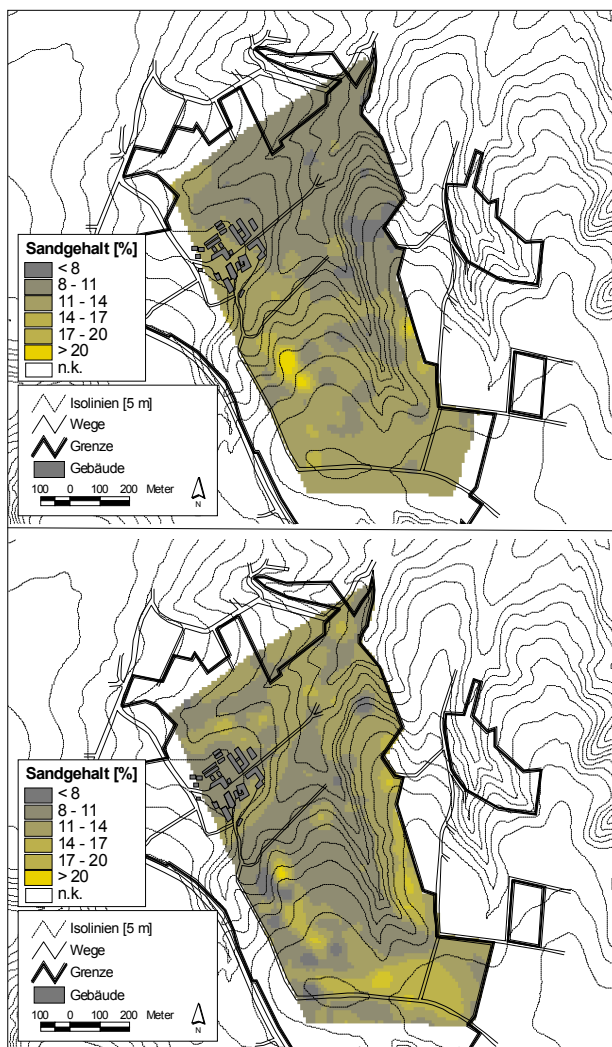 Sandgehalt [%]
< 8
8 - 11
11 - 14
14 - 17
17 - 20
> 20
n.k.
Isolinien [5 m]
Wege
Grenze
Gebäude
100 0 100 200 Meter
N
Sandgehalt [%]
< 8
8 - 11
11 - 14
14 - 17
17 - 20
> 20
n.k.
Isolinien [5 m]
Wege
Grenze
Gebäude
100 0 100 200 Meter
N